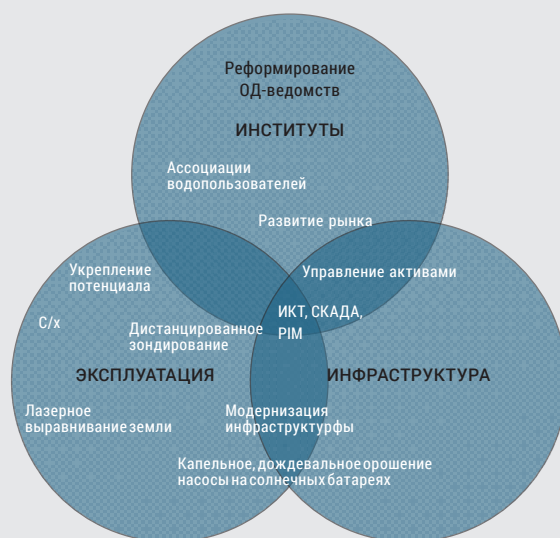 Реформирование
ОД-ведомств
ИНСТИТУТЫ
Ассоциации
водопользователей
Развитие рынка
Укрепление
потенциала
Управление активами
С/х
Дистанцированное
зондирование
ИКТ, СКАДА,
PIM
ЭКСПЛУАТАЦИЯ
ИНФРАСТРУКТУРА
Лазерное
выравнивание земли
Модернизация
инфраструктурфы
Капельное, дождевальное орошение
насосы на солнечных батареях